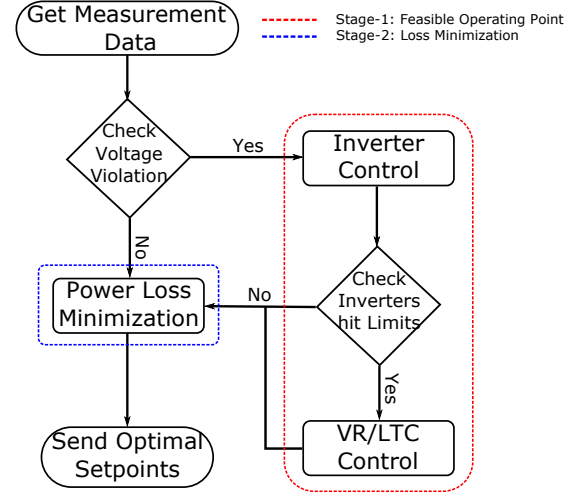 Get Measurement
Data
Stage-1: Feasible Operating Point
Stage-2: Loss Minimization
Check
Voltage
Violation
Yes
Inverter
Control
No
Power Loss
Minimization
No
Check
Inverters
hit Limits
Yes
Send Optimal
Setpoints
VR/LTC
Control